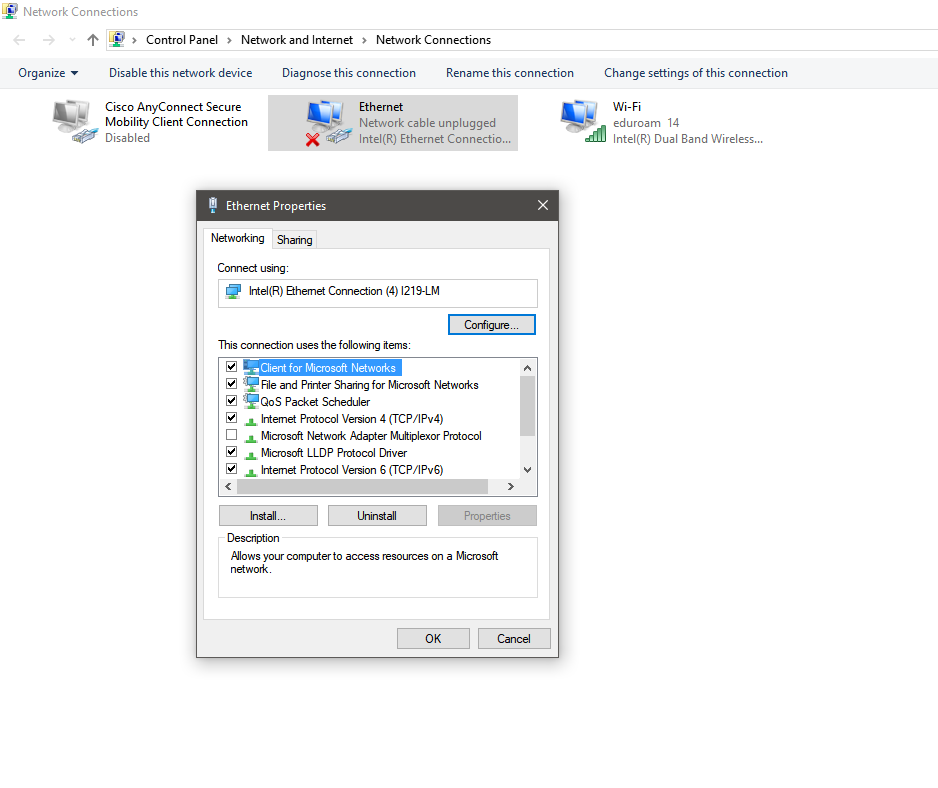 Network Connections
Control Panel > Network and Internet > Network Connections
Organize Disable this network device Diagnose this connection Rename this connection Change settings of this connection
Cisco AnyConnect Secure
Mobility Client Connection
Disabled
Ethernet
Network cable unplugged
Intel(R) Ethernet Connectio...
Wi-Fi
eduroam 14
Intel(R) Dual Band Wireless...
Ethernet Properties
Networking Sharing
Connect using:
Intel(R) Ethernet Connection (4) I219-LM
Configure...
This connection uses the following items:
Client for Microsoft Networks
File and Printer Sharing for Microsoft Networks
QoS Packet Scheduler
Internet Protocol Version 4 (TCP/IPv4)
Microsoft Network Adapter Multiplexor Protocol
Microsoft LLDP Protocol Driver
Internet Protocol Version 6 (TCP/IPv6)
Install... Uninstall Properties
Description
Allows your computer to access resources on a Microsoft
network.
OK Cancel